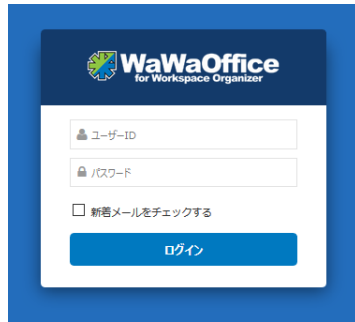 WaWaOffice
for Workspace Organizer
ユーザーID
パスワード
新着メールをチェックする
ログイン